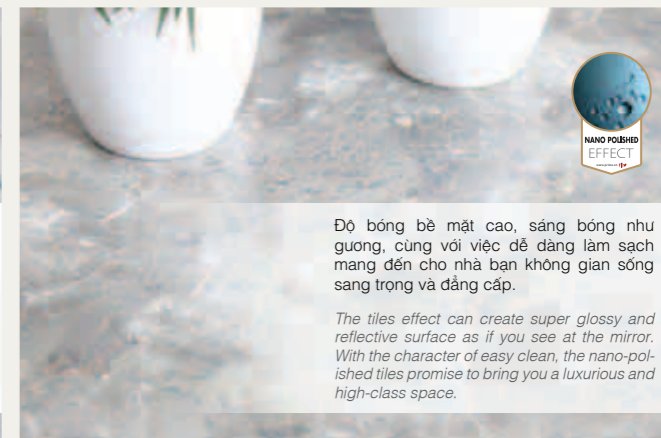 NANO POLISHED
EFFECT
Độ bóng bề mặt cao, sáng bóng như
gương, cùng với việc dễ dàng làm sạch
mang đến cho nhà bạn không gian sống
sang trọng và đẳng cấp.
The tiles effect can create super glossy and
reflective surface as if you see at the mirror.
With the character of easy clean, the nano-pol-
ished tiles promise to bring you a luxurious and
high-class space.